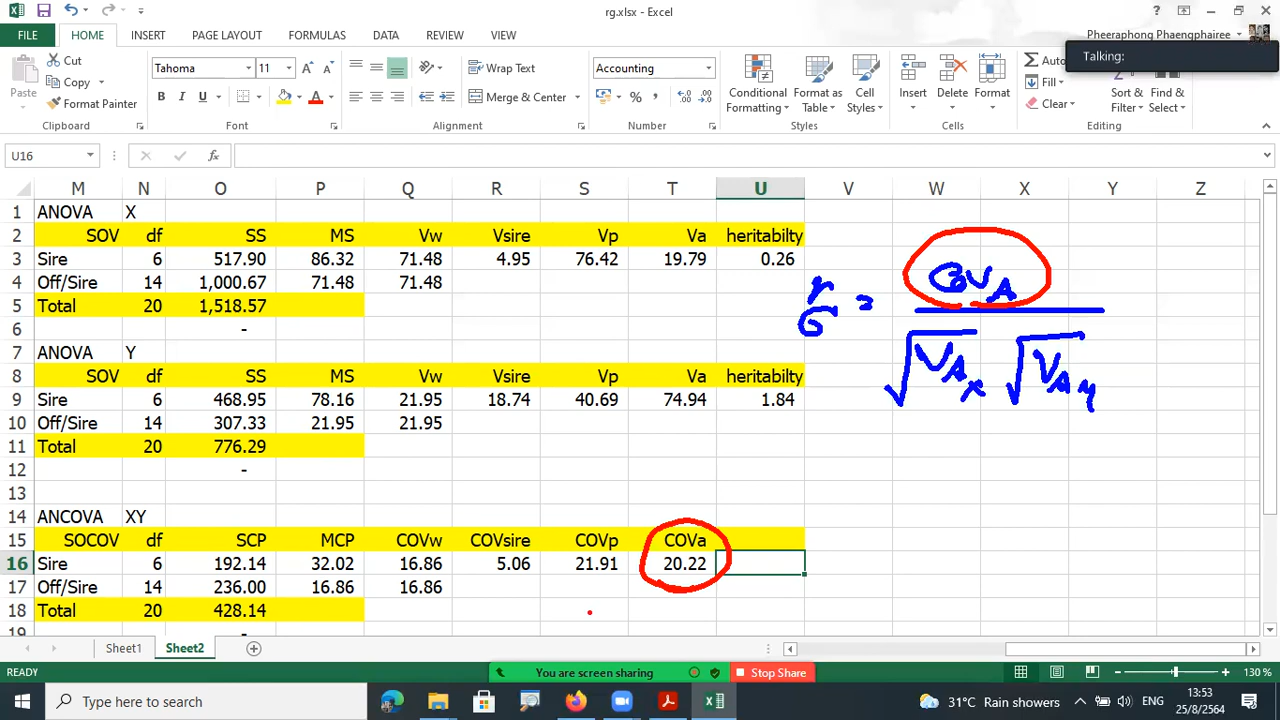 rg.xlsx - Excel
FILE HOME INSERT PAGE LAYOUT FORMULAS DATA REVIEW VIEW
Pheeraphong Phaengphairee
Talking:
Paste
Cut
Copy
Format Painter
Clipboard
Tahoma 11
B I U A
Font
Wrap Text
Merge & Center
Alignment
Accounting
%
Number
Conditional Formatting
Format as Table
Cell Styles
Styles
Insert Delete Format
Cells
Auto
Fill
Clear
Sort & Filter
Find & Select
Editing
U16 fx
M N O P Q R S T U V W X Y Z
1 ANOVA X
2 SOV df SS MS Vw Vsire Vp Va heritabilty
3 Sire 6 517.90 86.32 71.48 4.95 76.42 19.79 0.26
4 Off/Sire 14 1,000.67 71.48 71.48
5 Total 20 1,518.57
6 -
7 ANOVA Y
8 SOV df SS MS Vw Vsire Vp Va heritabilty
9 Sire 6 468.95 78.16 21.95 18.74 40.69 74.94 1.84
10 Off/Sire 14 307.33 21.95 21.95
11 Total 20 776.29
12 -
13
14 ANCOVA XY
15 SOCOV df SCP MCP COVw COVsire COVp COVa
16 Sire 6 192.14 32.02 16.86 5.06 21.91 20.22
17 Off/Sire 14 236.00 16.86 16.86
18 Total 20 428.14
19 -
r G = CoVA
√VAx √VAy
Sheet1 Sheet2
READY
You are screen sharing
Stop Share
130 %
Type here to search
31°C Rain showers
ENG
13:53
25/8/2564